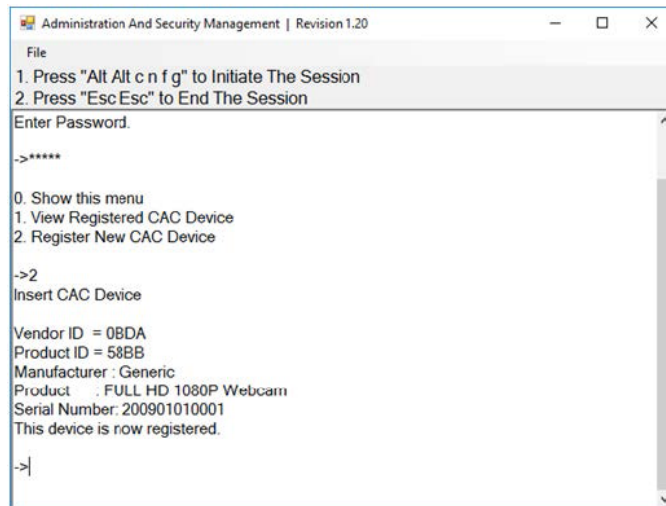 Administration And Security Management | Revision 1.20
File
1. Press "Alt Alt c n f g" to Initiate The Session
2. Press "Esc Esc" to End The Session
Enter Password.
->*****
0. Show this menu
1. View Registered CAC Device
2. Register New CAC Device
->2
Insert CAC Device
Vendor ID = 0BDA
Product ID = 58BB
Manufacturer : Generic
Product : FULL HD 1080P Webcam
Serial Number: 200901010001
This device is now registered.
->